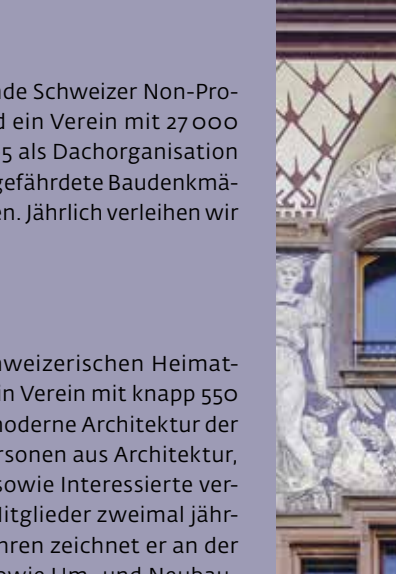 nde Schweizer Non-Pro-
d ein Verein mit 27 000
5 als Dachorganisation
gefährdete Baudenkmä-
en. Jährlich verleihen wir
hweizerischen Heimat-
in Verein mit knapp 550
moderne Architektur der
rsonen aus Architektur,
sowie Interessierte ver-
Mitglieder zweimal jähr-
hren zeichnet er an der
sowie Um- und Neubau-